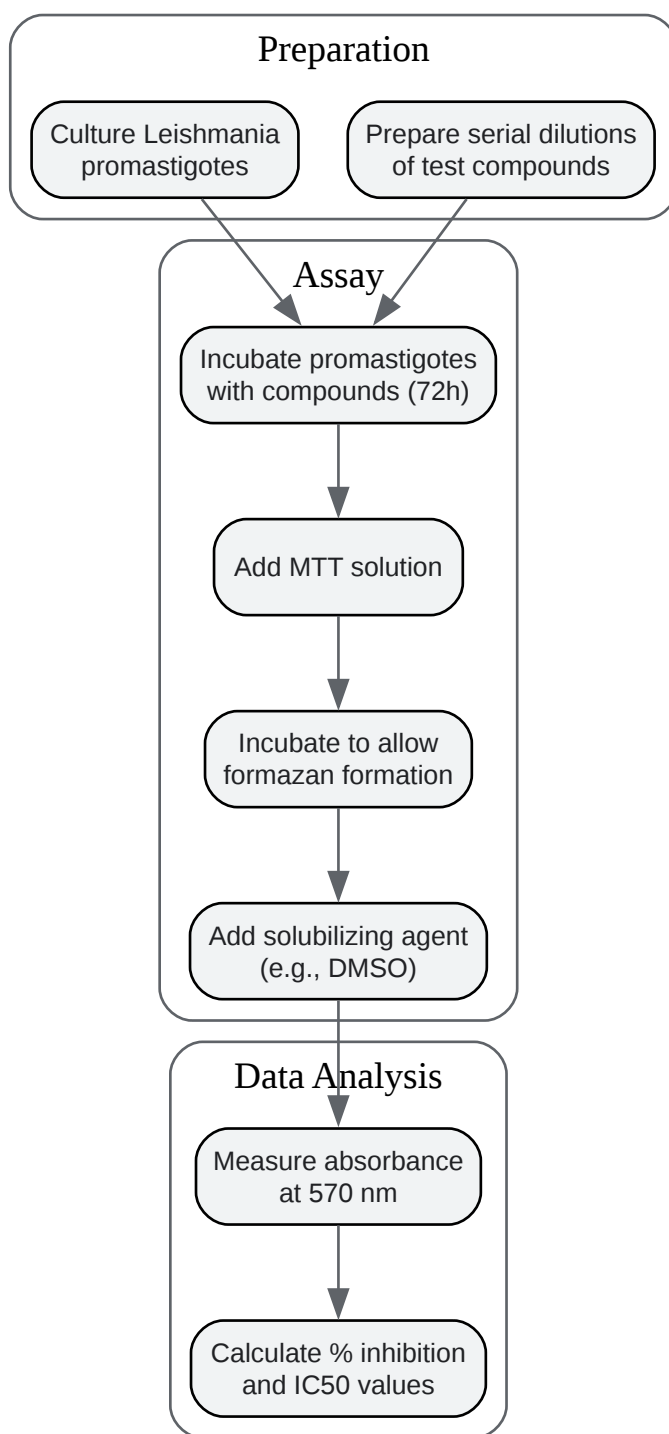 Preparation
Culture Leishmania
promastigotes
Prepare serial dilutions
of test compounds
Assay
Incubate promastigotes
with compounds (72h)
Add MTT solution
Incubate to allow
formazan formation
Add solubilizing agent
(e.g., DMSO)
Data Analysis
Measure absorbance
at 570 nm
Calculate % inhibition
and IC50 values